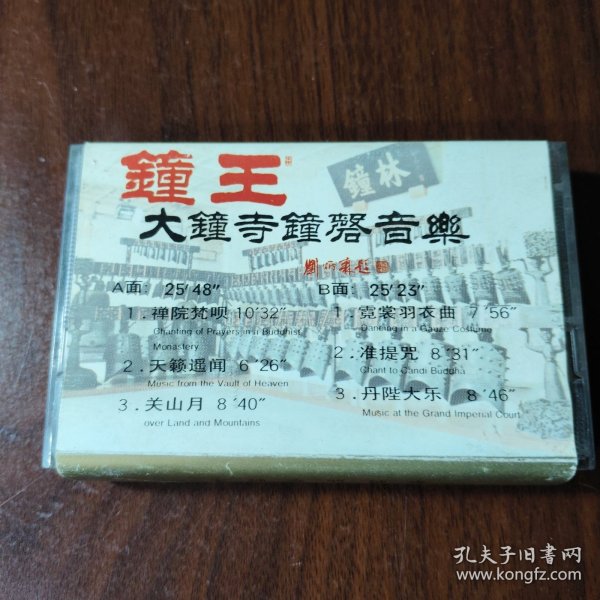 鐘王
林鐘
大鐘寺鐘磬音樂
A面：25′48″
1．禅院梵呗 10′32″
Chanting of Prayers in a Buddhist
Monastery
2．天籁遥闻 6′26″
Music from the Vault of Heaven
3．关山月 8′40″
over Land and Mountains
B面：25′23″
1．霓裳羽衣曲 7′56″
Dancing in a Gauze Costume
2．准提咒 8′31″
Chant to Candi Buddha
3．丹陛大乐 8′46″
Music at the Grand Imperial Court
孔夫子旧书网
www.kongfz.com